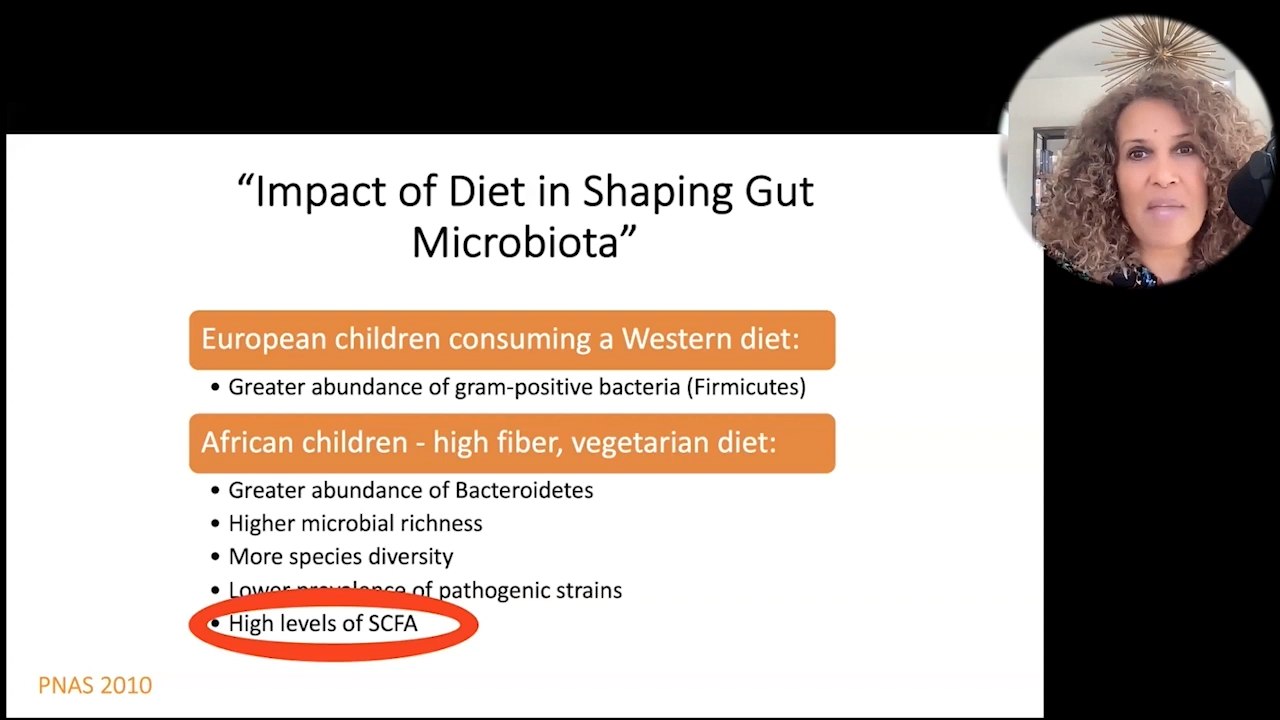 “Impact of Diet in Shaping Gut
Microbiota”
European children consuming a Western diet:
• Greater abundance of gram-positive bacteria (Firmicutes)
African children - high fiber, vegetarian diet:
• Greater abundance of Bacteroidetes
• Higher microbial richness
• More species diversity
• Lower prevalence of pathogenic strains
• High levels of SCFA
PNAS 2010